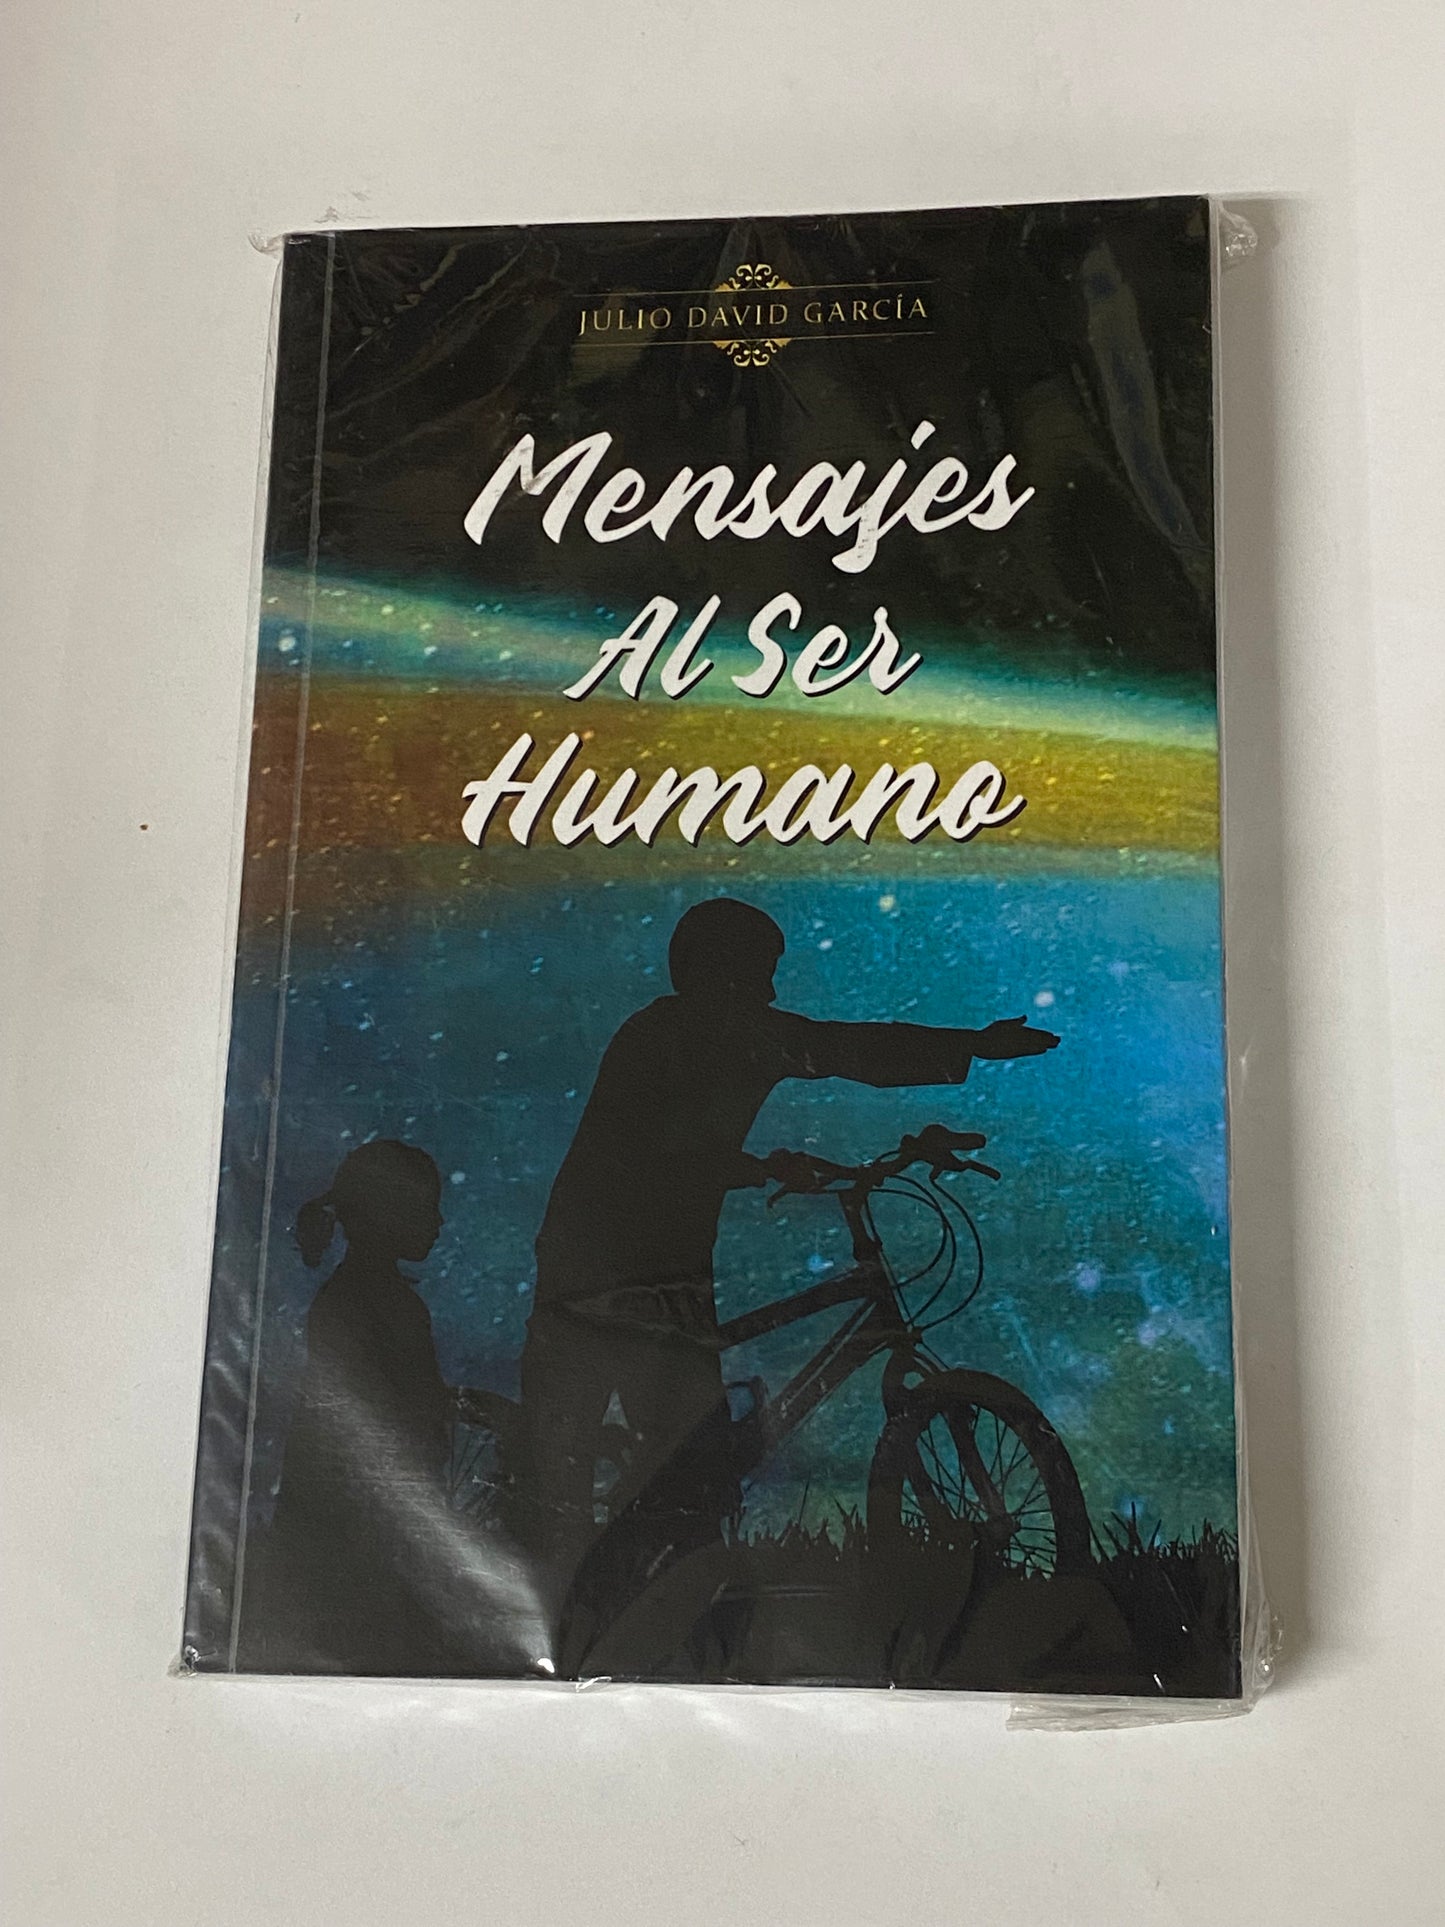 JULIO DAVID GARCÍA
Mensajes
Al Ser
Humano